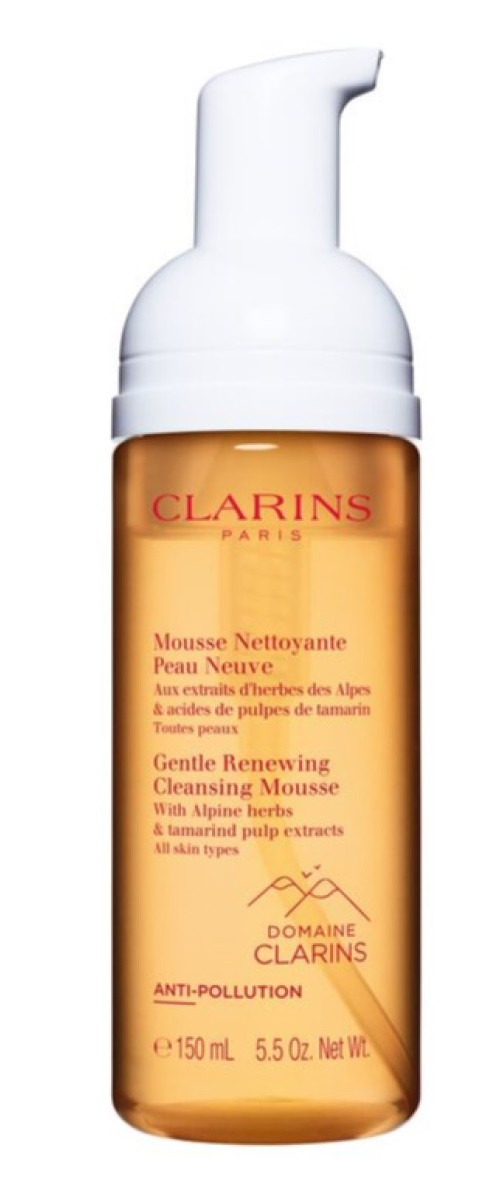 CLARINS
PARIS
Mousse Nettoyante
Peau Neuve
Aux extraits d'herbes des Alpes
& acides de pulpes de tamarin
Toutes peaux
Gentle Renewing
Cleansing Mousse
With Alpine herbs
& tamarind pulp extracts
All skin types
DOMAINE
CLARINS
ANTI-POLLUTION
℮ 150 mL 5.5 Oz. Net Wt.